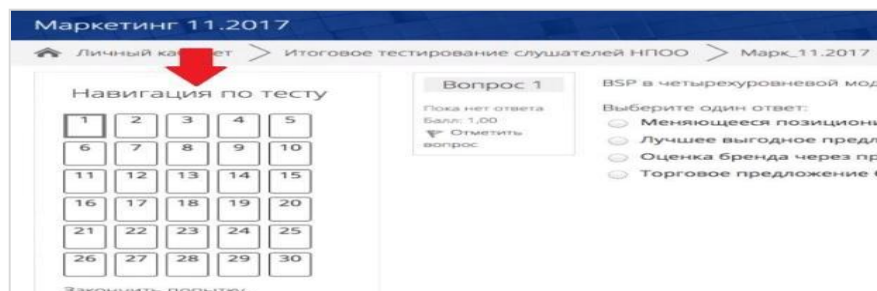 Маркетинг 11.2017
Личный каб ет > Итоговое тестирование слушателей НПОО > Марк_11.2017
Навигация по тесту
1 2 3 4 5
6 7 8 9 10
11 12 13 14 15
16 17 18 19 20
21 22 23 24 25
26 27 28 29 30
Закончить попытку
Вопрос 1
Пока нет ответа
Балл: 1,00
Отметить
вопрос
BSP в четырехуровневой мод
Выберите один ответ:
Меняющееся позициони
Лучшее выгодное предл
Оценка бренда через пр
Торговое предложение